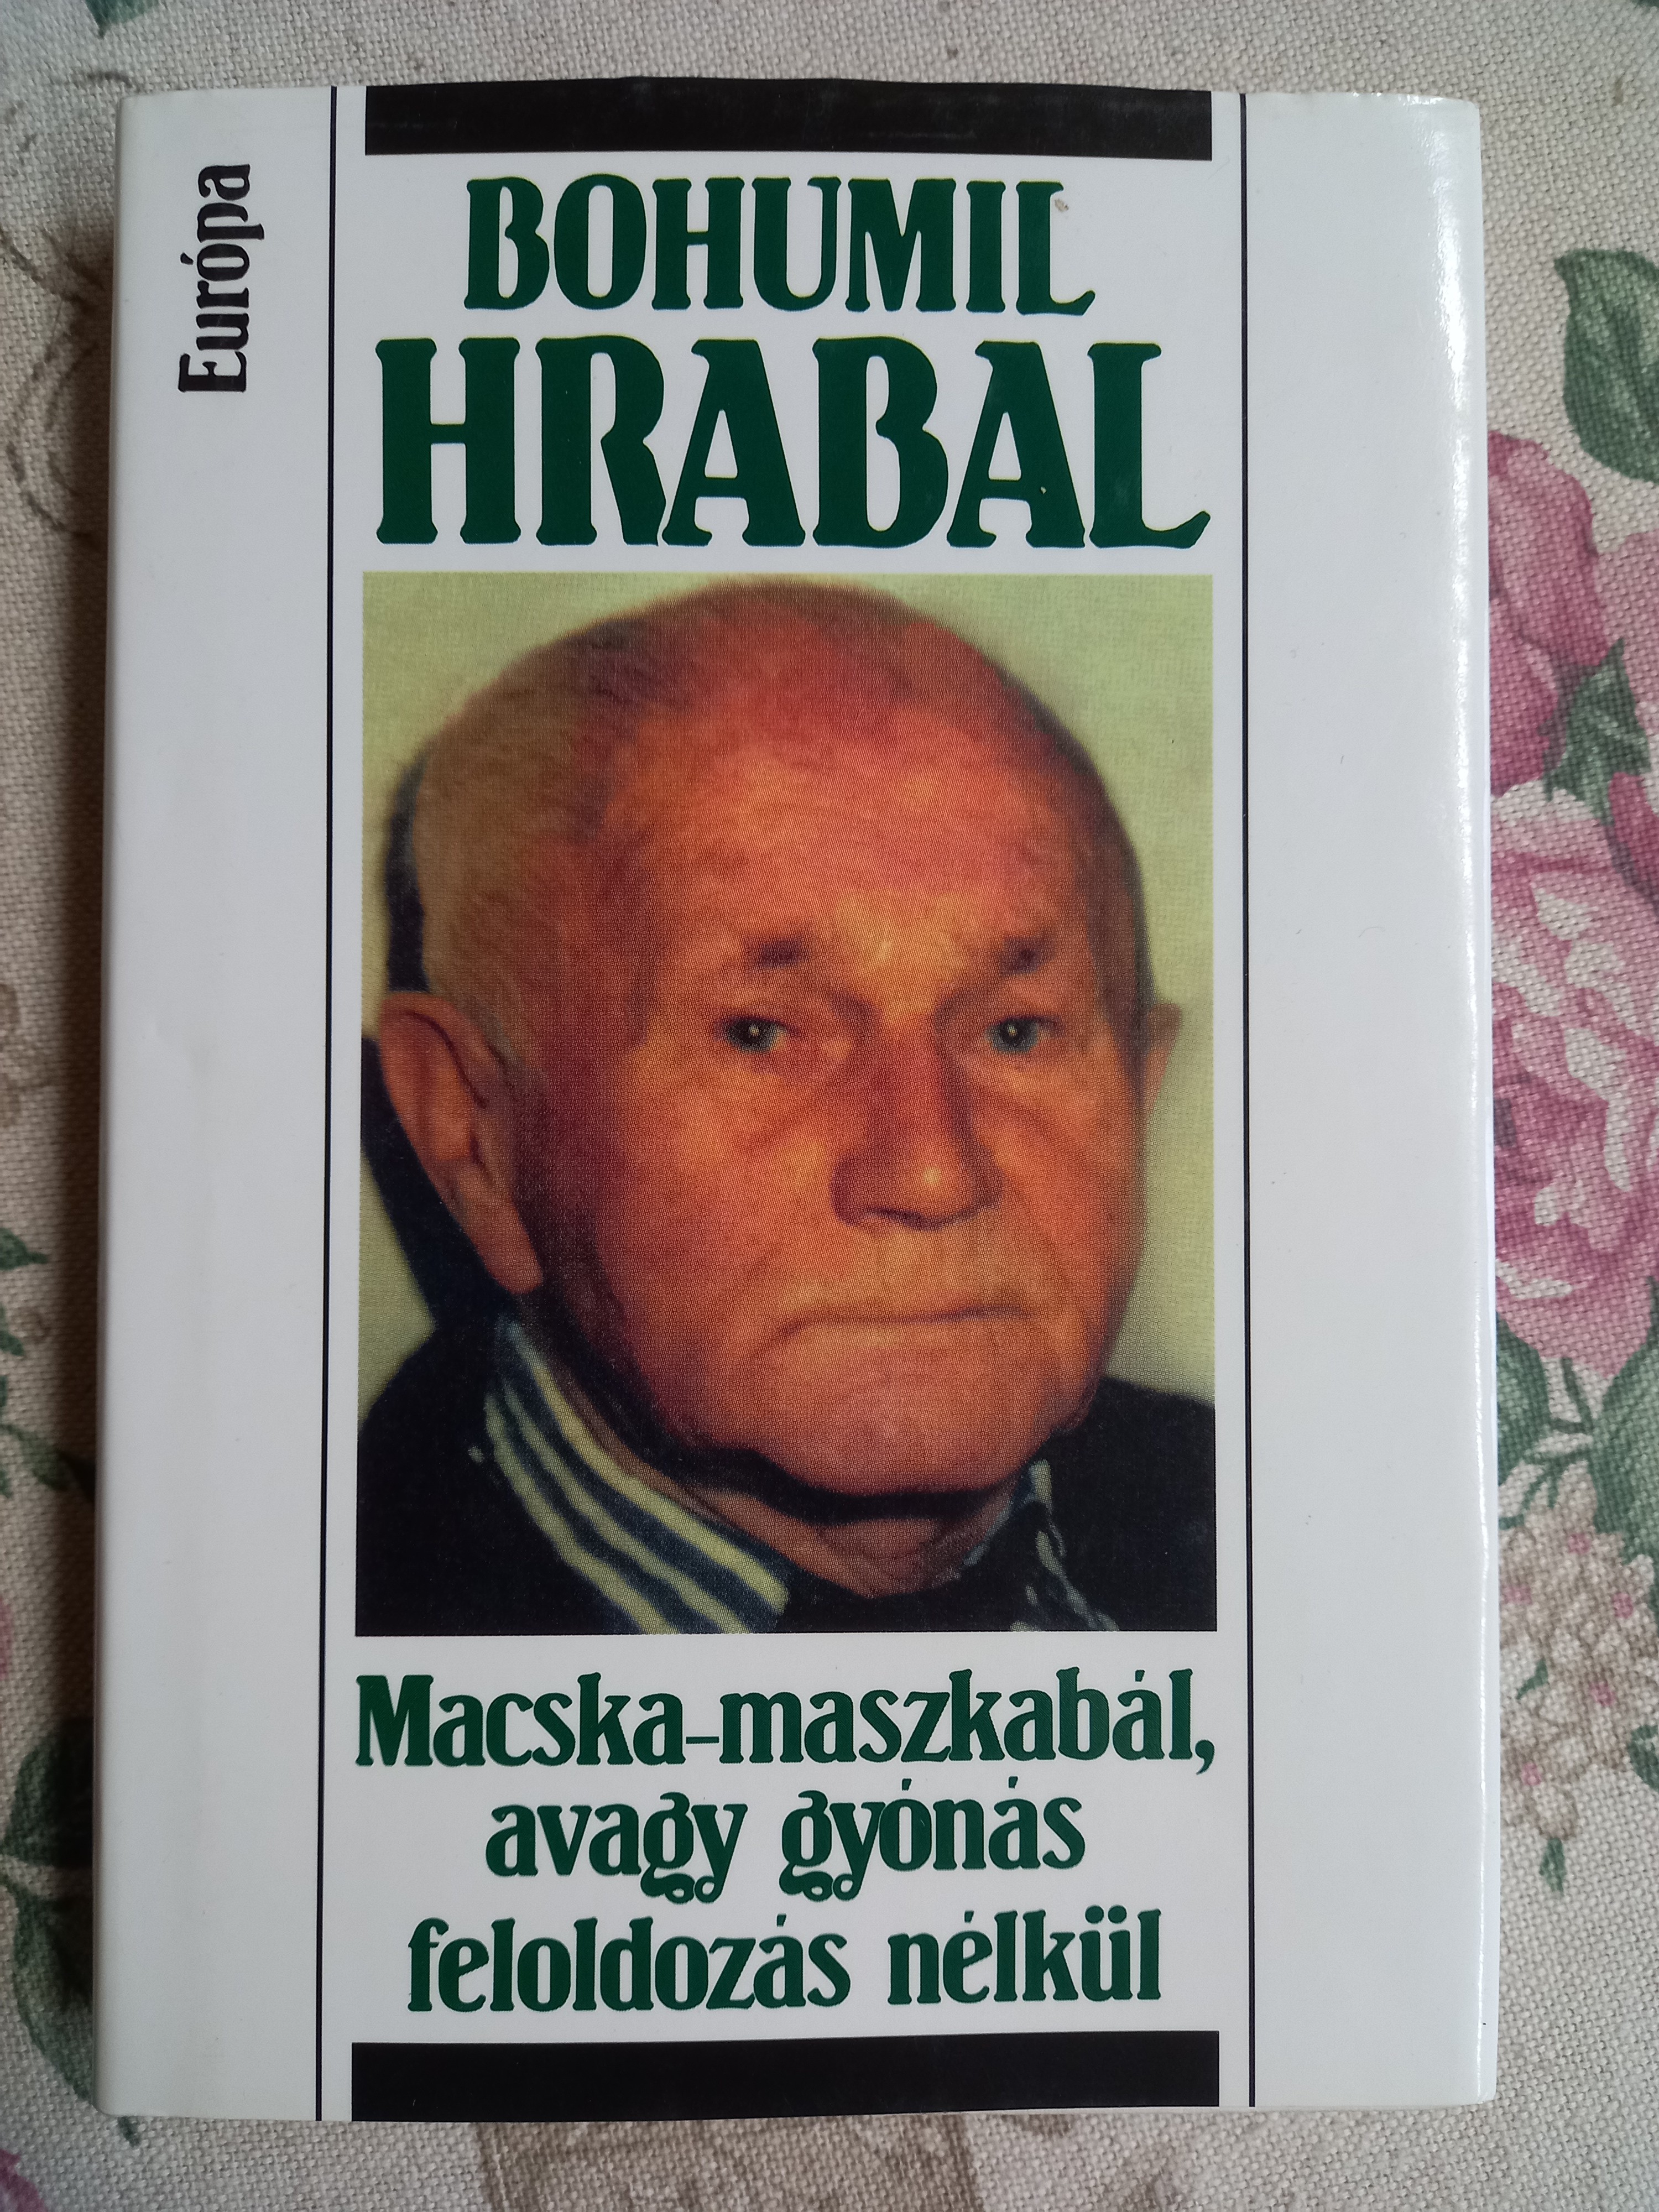 Európa
BOHUMIL
HRABAL
Macska-maszkabál,
avagy gyónás
feloldozás nélkül